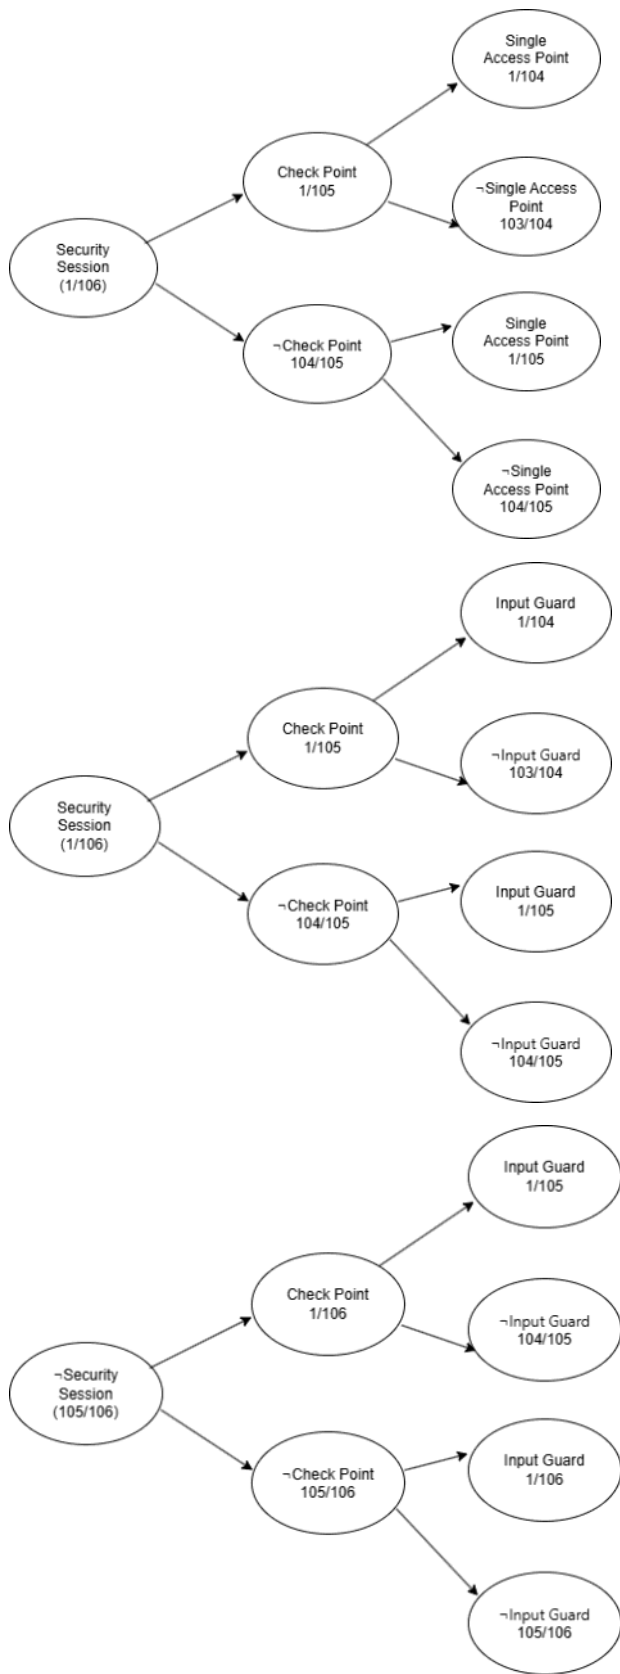 Single
Access Point
1/104
Check Point
1/105
¬Single Access
Point
103/104
Security
Session
(1/106)
Single
Access Point
1/105
¬Check Point
104/105
¬Single
Access Point
104/105
Input Guard
1/104
Check Point
1/105
¬Input Guard
103/104
Security
Session
(1/106)
Input Guard
1/105
¬Check Point
104/105
¬Input Guard
104/105
Input Guard
1/105
Check Point
1/106
¬Input Guard
104/105
¬Security
Session
(105/106)
Input Guard
1/106
¬Check Point
105/106
¬Input Guard
105/106